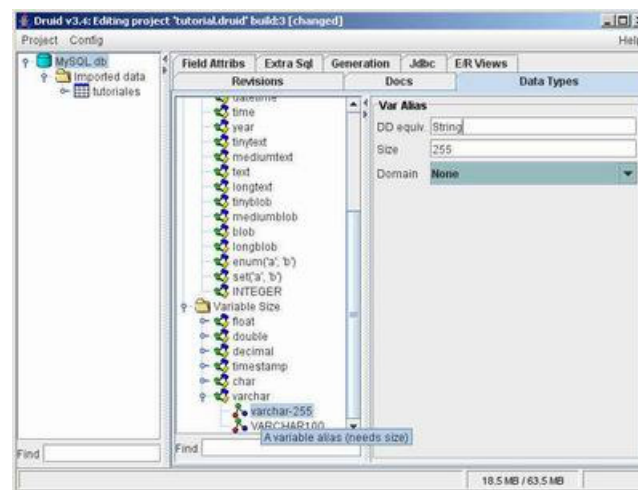 Druid v3.4: Editing project 'tutorial.druid' build:3 [changed]
Project Config Help
MySQL db
Imported data
tutoriales
Field Attribs Extra Sql Generation Jdbc E/R Views
Revisions Docs Data Types
datetime
time
year
tinytext
mediumtext
text
longtext
tinyblob
mediumblob
blob
longblob
enum('a', 'b')
set('a', 'b')
INTEGER
Variable Size
float
double
decimal
timestamp
char
varchar
varchar-255
VARCHAR100
A variable alias (needs size)
Var Alias
DD equiv. String
Size 255
Domain None
Find
Find
18.5 MB / 63.5 MB